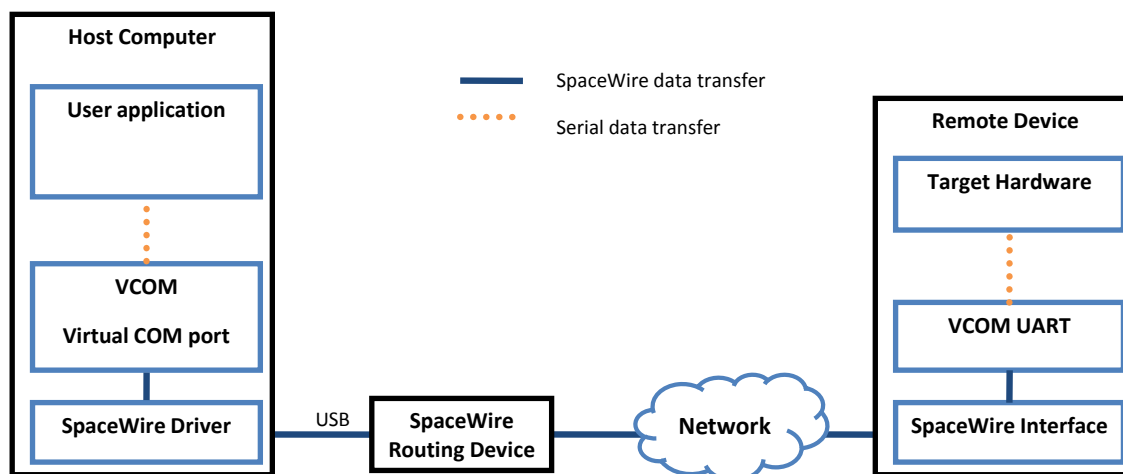 Host Computer
User application
VCOM
Virtual COM port
SpaceWire Driver
SpaceWire data transfer
Serial data transfer
USB
SpaceWire
Routing Device
Network
Remote Device
Target Hardware
VCOM UART
SpaceWire Interface